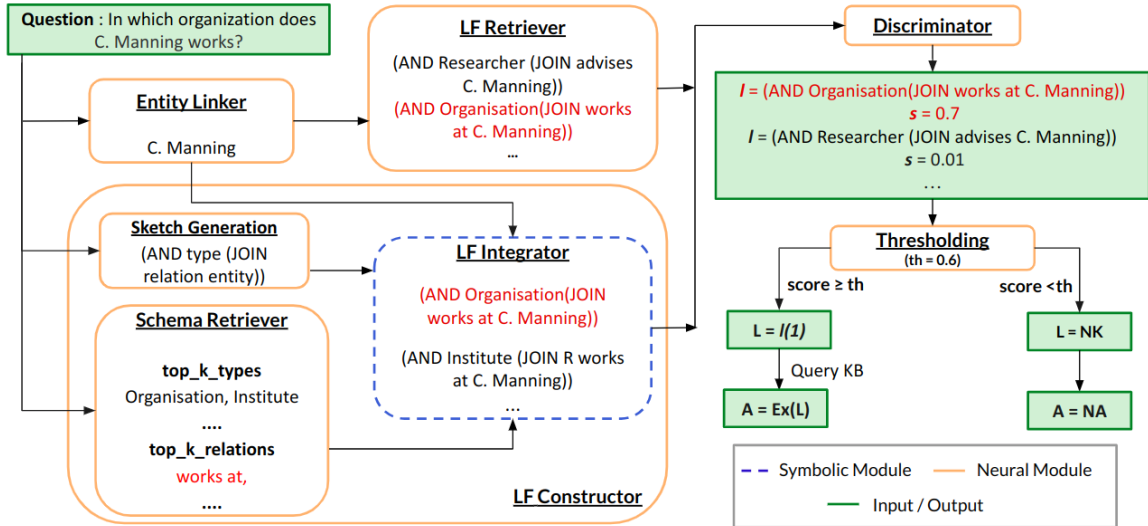 Question : In which organization does
C. Manning works?
Entity Linker
C. Manning
LF Retriever
(AND Researcher (JOIN advises
C. Manning))
(AND Organisation(JOIN works
at C. Manning))
...
Sketch Generation
(AND type (JOIN
relation entity))
Schema Retriever
top_k_types
Organisation, Institute
....
top_k_relations
works at,
....
LF Integrator
(AND Organisation(JOIN
works at C. Manning))
(AND Institute (JOIN R works
at C. Manning))
...
LF Constructor
Discriminator
l = (AND Organisation(JOIN works at C. Manning))
s = 0.7
l = (AND Researcher (JOIN advises C. Manning))
s = 0.01
...
Thresholding
(th = 0.6)
score ≥ th
score <th
L = l(1)
L = NK
Query KB
A = Ex(L)
A = NA
Symbolic Module
Neural Module
Input / Output